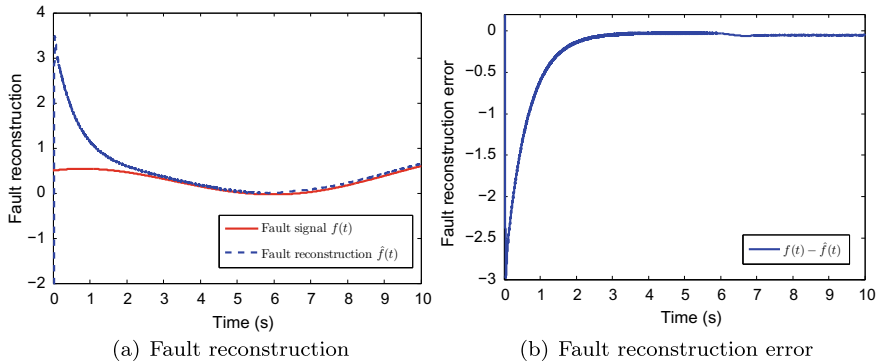 4
3
2
1
0
−1
−2
Fault reconstruction
Fault signal f(t)
Fault reconstruction f̂(t)
0 1 2 3 4 5 6 7 8 9 10
Time (s)
(a) Fault reconstruction
0
−0.5
−1
−1.5
−2
−2.5
−3
Fault reconstruction error
f(t) − f̂(t)
0 1 2 3 4 5 6 7 8 9 10
Time (s)
(b) Fault reconstruction error